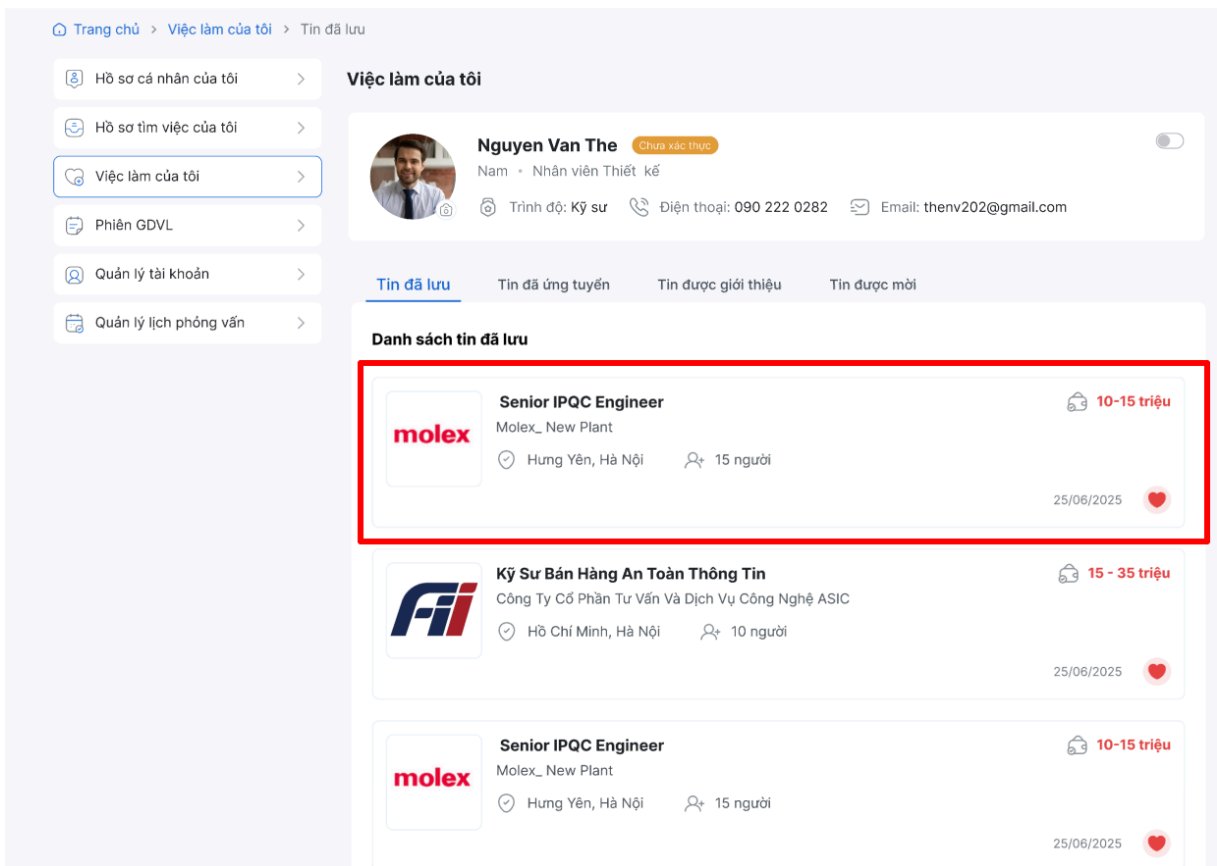 Trang chủ > Việc làm của tôi > Tin đã lưu
Hồ sơ cá nhân của tôi
Hồ sơ tìm việc của tôi
Việc làm của tôi
Phiên GDVL
Quản lý tài khoản
Quản lý lịch phỏng vấn
Việc làm của tôi
Nguyen Van The Chưa xác thực
Nam • Nhân viên Thiết kế
Trình độ: Kỹ sư Điện thoại: 090 222 0282 Email: thenv202@gmail.com
Tin đã lưu Tin đã ứng tuyển Tin được giới thiệu Tin được mời
Danh sách tin đã lưu
molex
Senior IPQC Engineer 10-15 triệu
Molex_ New Plant
Hưng Yên, Hà Nội 15 người
25/06/2025
Kỹ Sư Bán Hàng An Toàn Thông Tin 15 - 35 triệu
Công Ty Cổ Phần Tư Vấn Và Dịch Vụ Công Nghệ ASIC
Hồ Chí Minh, Hà Nội 10 người
25/06/2025
molex
Senior IPQC Engineer 10-15 triệu
Molex_ New Plant
Hưng Yên, Hà Nội 15 người
25/06/2025